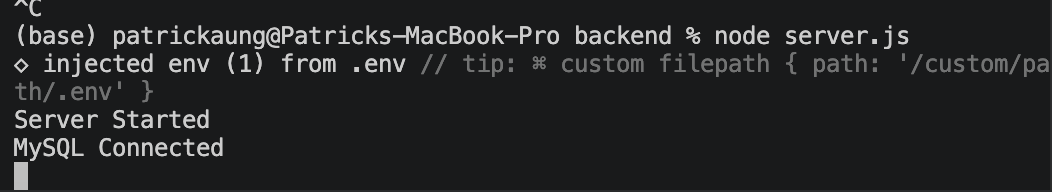 ^C
(base) patrickaung@Patricks-MacBook-Pro backend % node server.js
◇ injected env (1) from .env // tip: ⌘ custom filepath { path: '/custom/pa
th/.env' }
Server Started
MySQL Connected